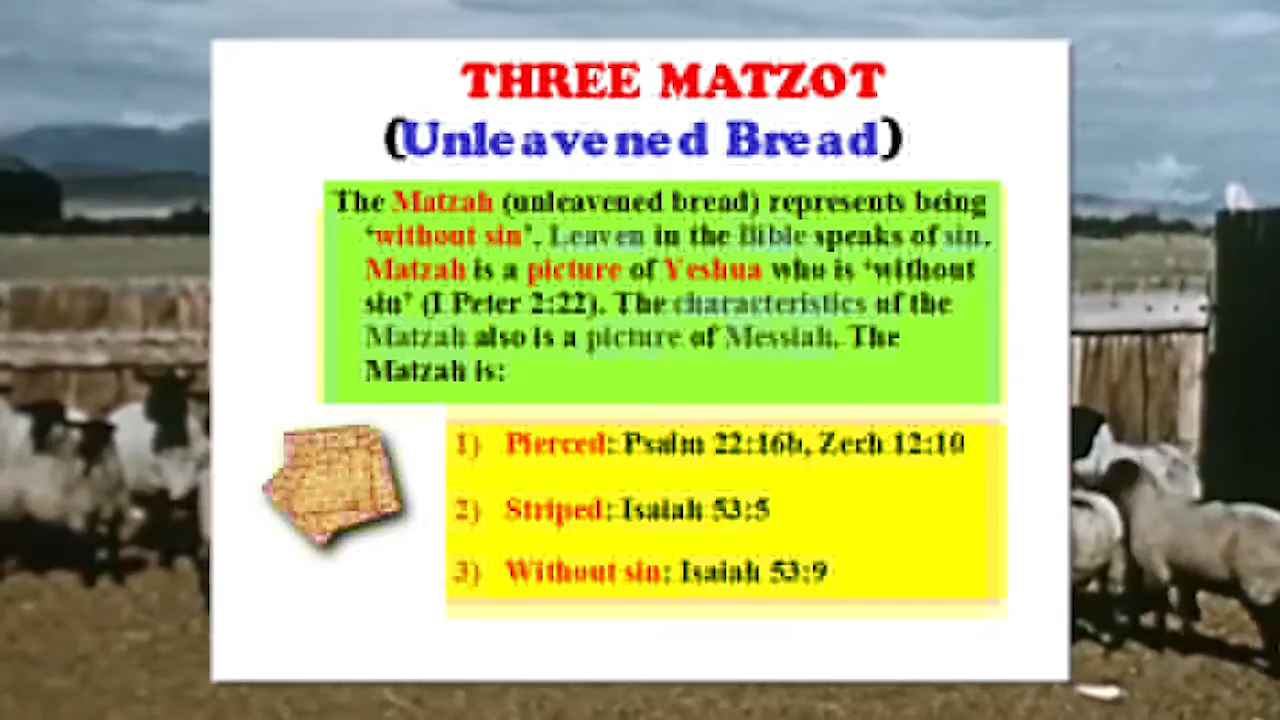 THREE MATZOT
(Unleavened Bread)
The Matzah (unleavened bread) represents being
‘without sin’. Leaven in the Bible speaks of sin.
Matzah is a picture of Yeshua who is ‘without
sin’ (I Peter 2:22). The characteristics of the
Matzah also is a picture of Messiah. The
Matzah is:
1) Pierced: Psalm 22:16b, Zech 12:10
2) Striped: Isaiah 53:5
3) Without sin: Isaiah 53:9